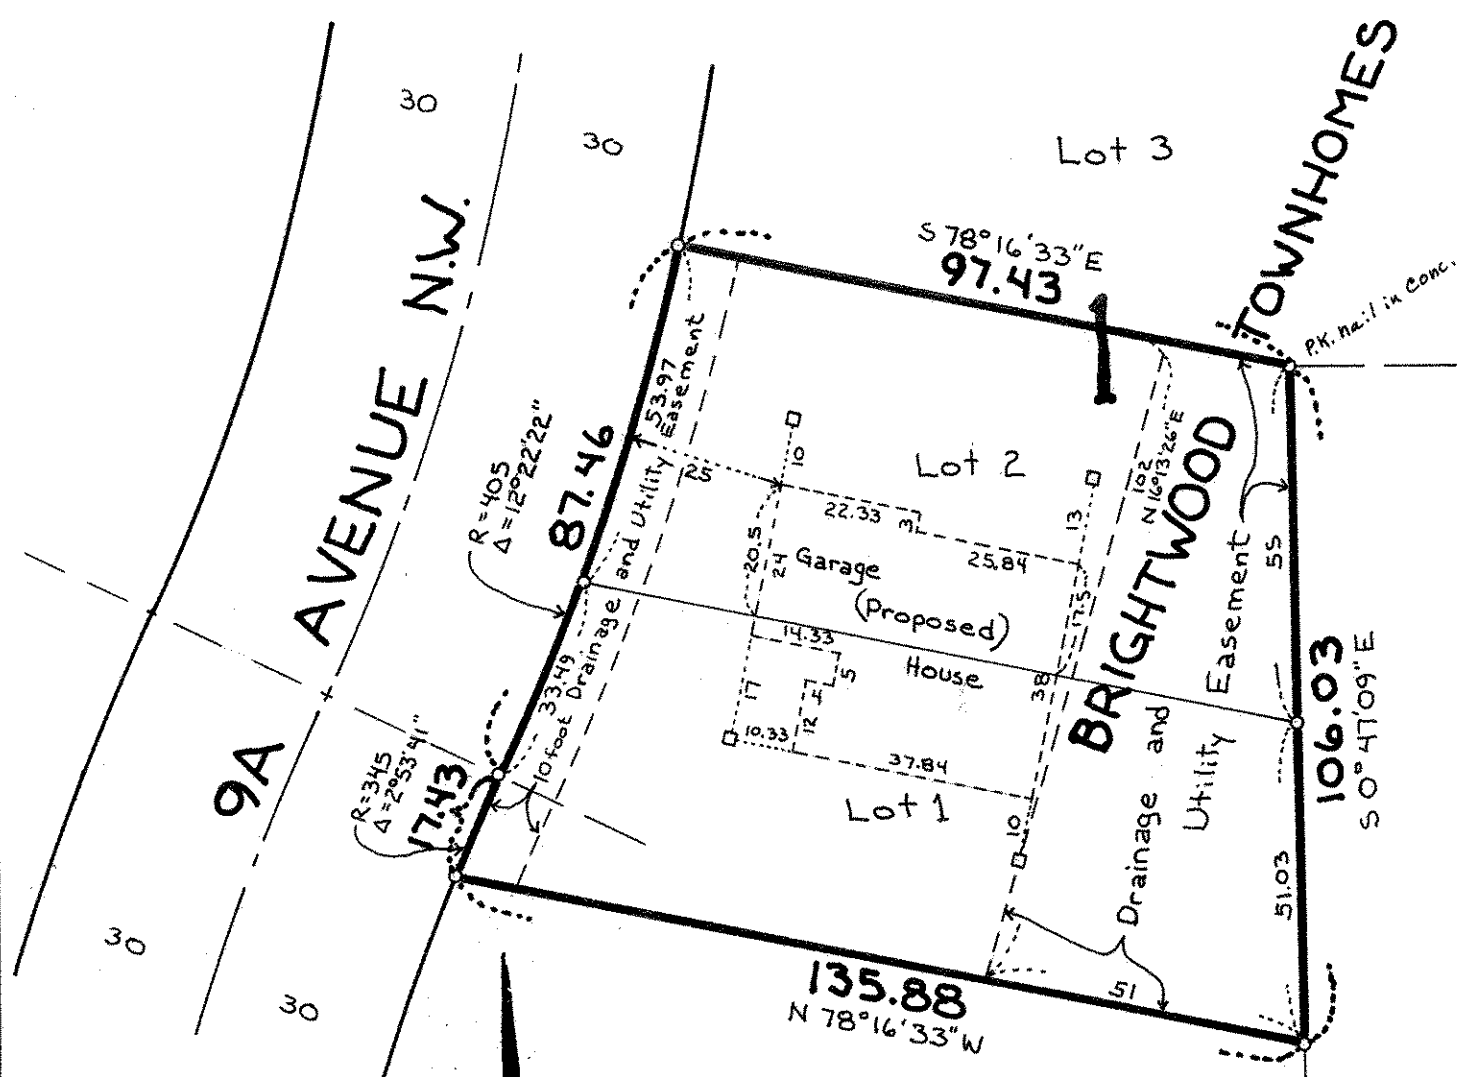 30
30
Lot 3
TOWNHOMES
S 78°16'33"E
97.43
P.K. nail in conc.
1
9A AVENUE N.W.
53.97
Easement
R=405
Δ=12°22'22"
87.46
25
10
Lot 2
102
N 16°13'26"E
BRIGHTWOOD
22.33
3
13
25.84
20.5
24
Garage
(Proposed)
House
17.5
55
Easement
14.33
5
17
12
10.33
38
37.84
33.49
10 foot Drainage and Utility
106.03
S 0°47'09"E
R=345
Δ=2°53'41"
17.43
Lot 1
10
Drainage and
Utility
51.03
30
30
135.88
N 78°16'33"W
51